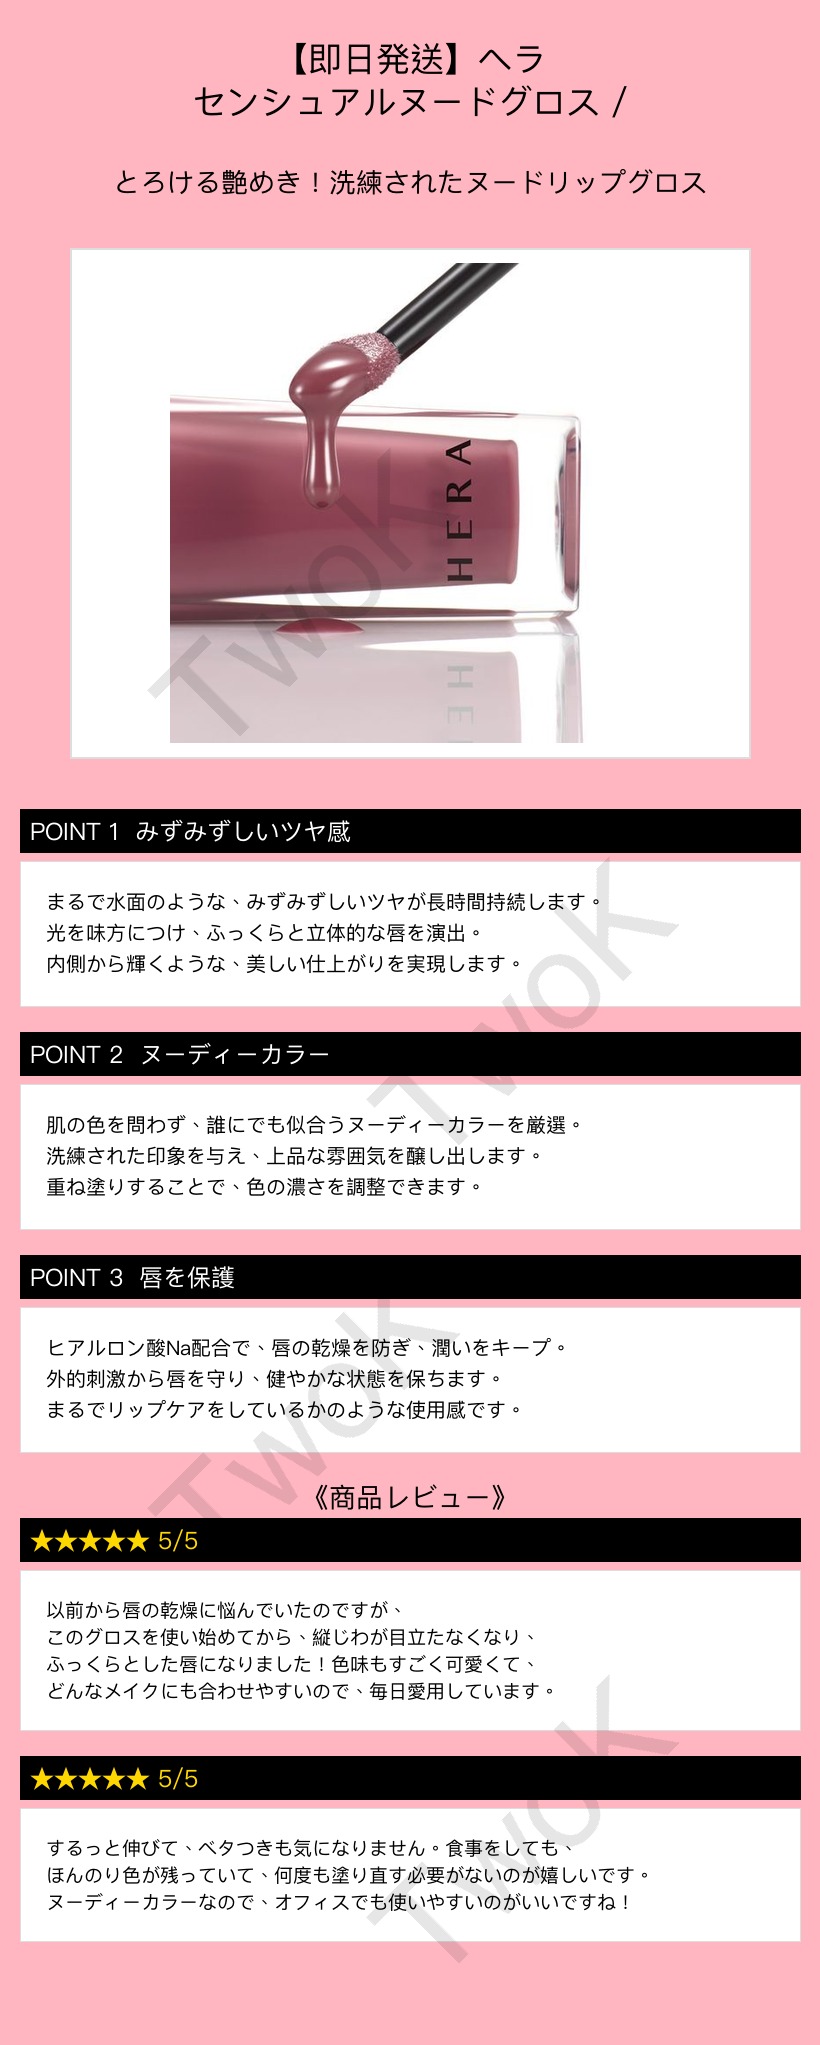 【即日発送】ヘラ
センシュアルヌードグロス /
とろける艶めき！洗練されたヌードリップグロス
HERA
HE
TwoK
POINT 1 みずみずしいツヤ感
まるで水面のような、みずみずしいツヤが長時間持続します。
光を味方につけ、ふっくらと立体的な唇を演出。
内側から輝くような、美しい仕上がりを実現します。
TwoK
POINT 2 ヌーディーカラー
肌の色を問わず、誰にでも似合うヌーディーカラーを厳選。
洗練された印象を与え、上品な雰囲気を醸し出します。
重ね塗りすることで、色の濃さを調整できます。
POINT 3 唇を保護
ヒアルロン酸Na配合で、唇の乾燥を防ぎ、潤いをキープ。
外的刺激から唇を守り、健やかな状態を保ちます。
まるでリップケアをしているかのような使用感です。
TwoK
《商品レビュー》
★★★★★ 5/5
以前から唇の乾燥に悩んでいたのですが、
このグロスを使い始めてから、縦じわが目立たなくなり、
ふっくらとした唇になりました！色味もすごく可愛くて、
どんなメイクにも合わせやすいので、毎日愛用しています。
★★★★★ 5/5
するっと伸びて、ベタつきも気になりません。食事をしても、
ほんのり色が残っていて、何度も塗り直す必要がないのが嬉しいです。
ヌーディーカラーなので、オフィスでも使いやすいのがいいですね！
TwoK